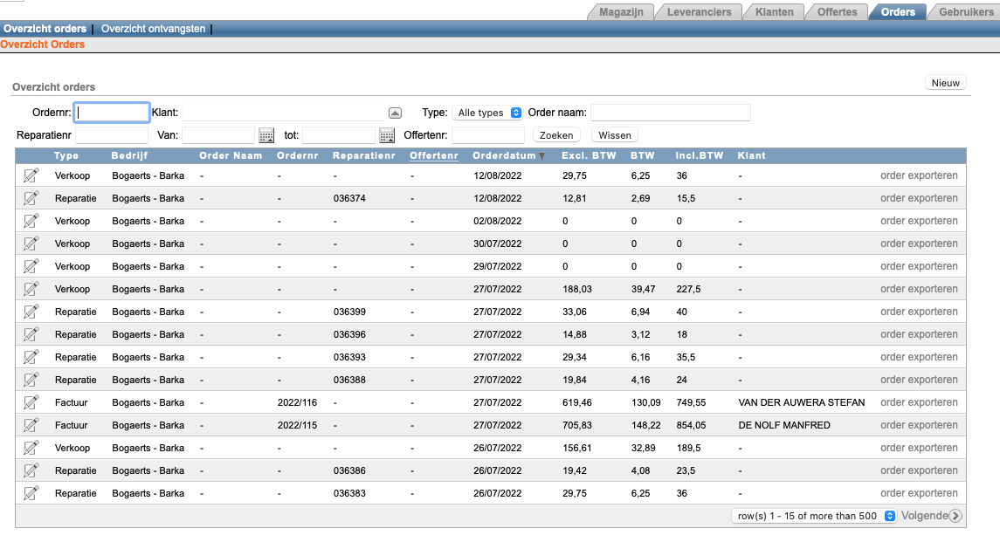 Magazijn Leveranciers Klanten Offertes Orders Gebruikers
Overzicht orders | Overzicht ontvangsten |
Overzicht Orders
Overzicht orders
Nieuw
Ordernr: Klant: Type: Alle types Order naam:
Reparatienr Van: tot: Offertenr: Zoeken Wissen
Type Bedrijf Order Naam Ordernr Reparatienr Offertenr Orderdatum Excl. BTW BTW Incl.BTW Klant
Verkoop Bogaerts - Barka - - - - 12/08/2022 29,75 6,25 36 - order exporteren
Reparatie Bogaerts - Barka - - 036374 - 12/08/2022 12,81 2,69 15,5 - order exporteren
Verkoop Bogaerts - Barka - - - - 02/08/2022 0 0 0 - order exporteren
Verkoop Bogaerts - Barka - - - - 30/07/2022 0 0 0 - order exporteren
Verkoop Bogaerts - Barka - - - - 29/07/2022 0 0 0 - order exporteren
Verkoop Bogaerts - Barka - - - - 27/07/2022 188,03 39,47 227,5 - order exporteren
Reparatie Bogaerts - Barka - - 036399 - 27/07/2022 33,06 6,94 40 - order exporteren
Reparatie Bogaerts - Barka - - 036396 - 27/07/2022 14,88 3,12 18 - order exporteren
Reparatie Bogaerts - Barka - - 036393 - 27/07/2022 29,34 6,16 35,5 - order exporteren
Reparatie Bogaerts - Barka - - 036388 - 27/07/2022 19,84 4,16 24 - order exporteren
Factuur Bogaerts - Barka - 2022/116 - - 27/07/2022 619,46 130,09 749,55 VAN DER AUWERA STEFAN order exporteren
Factuur Bogaerts - Barka - 2022/115 - - 27/07/2022 705,83 148,22 854,05 DE NOLF MANFRED order exporteren
Verkoop Bogaerts - Barka - - - - 26/07/2022 156,61 32,89 189,5 - order exporteren
Reparatie Bogaerts - Barka - - 036386 - 26/07/2022 19,42 4,08 23,5 - order exporteren
Reparatie Bogaerts - Barka - - 036383 - 26/07/2022 29,75 6,25 36 - order exporteren
row(s) 1 - 15 of more than 500 Volgende